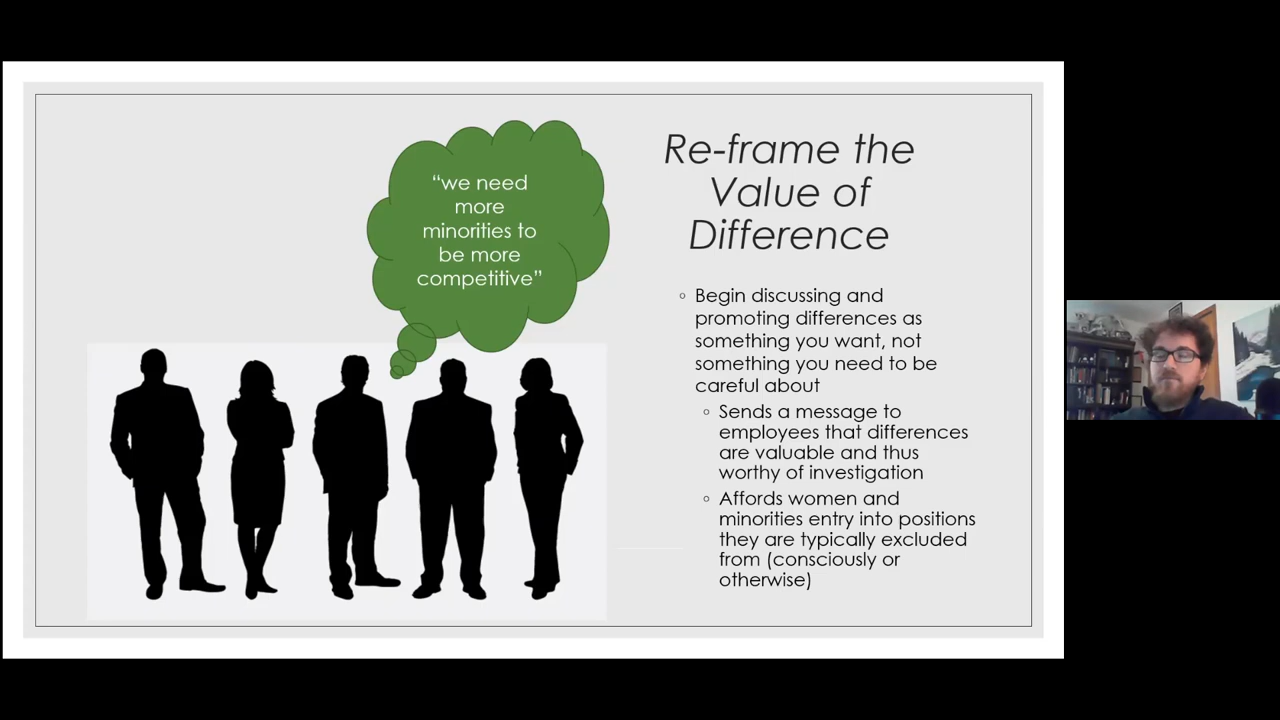 “we need
more
minorities to
be more
competitive”
Re-frame the
Value of
Difference
Begin discussing and
promoting differences as
something you want, not
something you need to be
careful about
Sends a message to
employees that differences
are valuable and thus
worthy of investigation
Affords women and
minorities entry into positions
they are typically excluded
from (consciously or
otherwise)